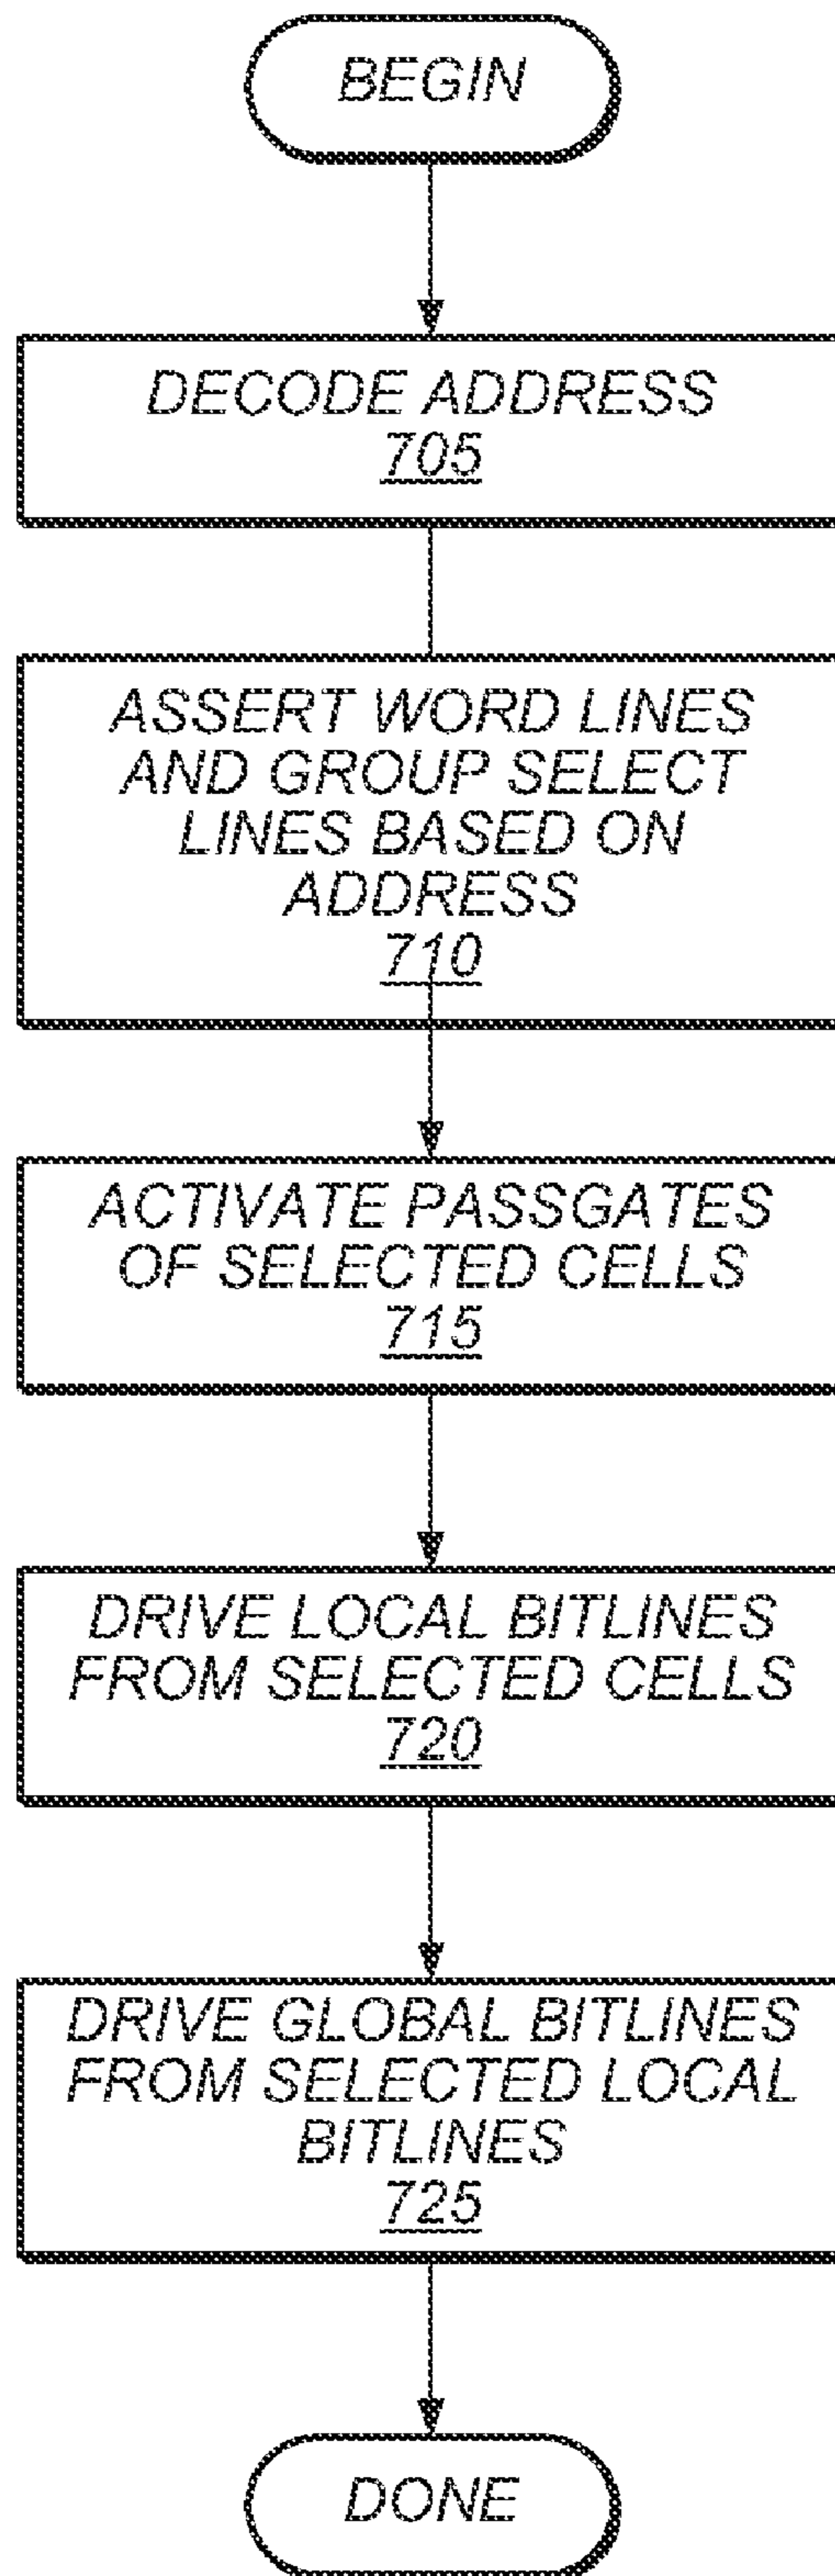 BEGIN
DECODE ADDRESS
705
ASSERT WORD LINES
AND GROUP SELECT
LINES BASED ON
ADDRESS
710
ACTIVATE PASSGATES
OF SELECTED CELLS
715
DRIVE LOCAL BITLINES
FROM SELECTED CELLS
720
DRIVE GLOBAL BITLINES
FROM SELECTED LOCAL
BITLINES
725
DONE